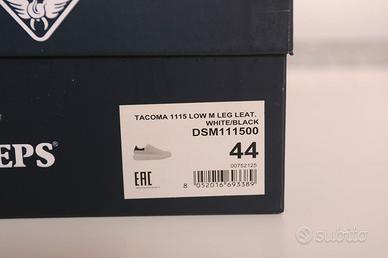 EPS®
TACOMA 1115 LOW M LEG LEAT.
WHITE/BLACK
DSM111500
44
00752125
EAC
8 052016 693389
subito